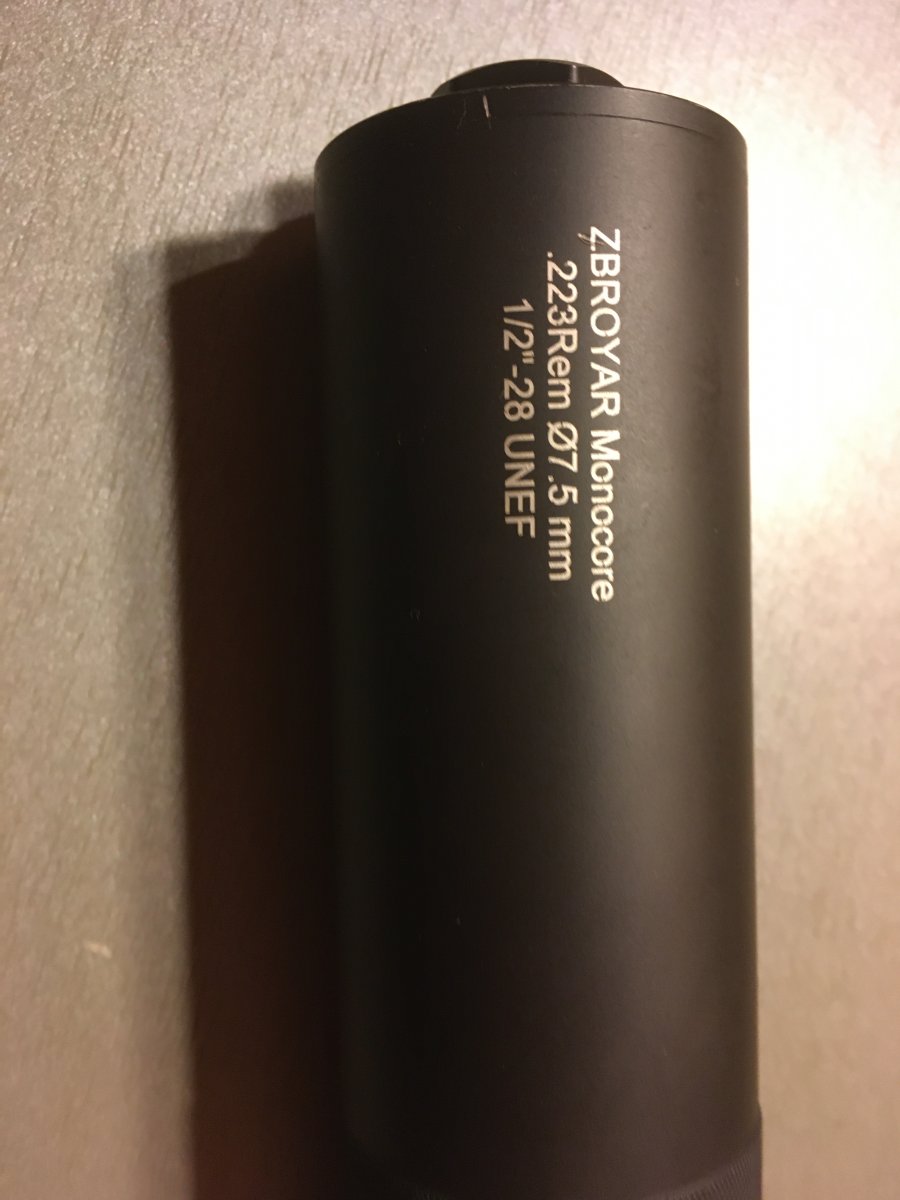 ZBROYAR Monocore
.223Rem Ø7.5 mm
1/2"-28 UNEF